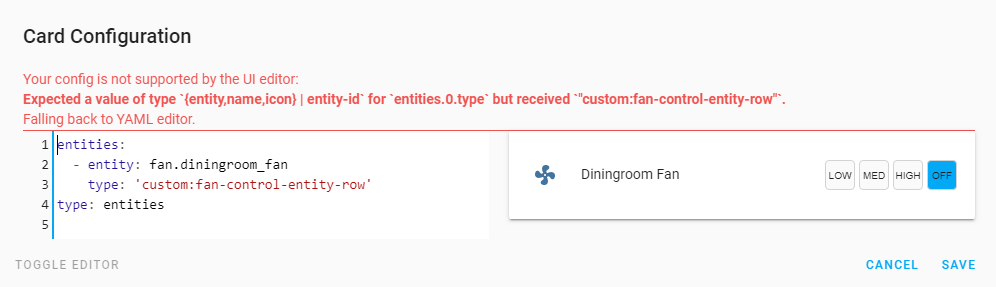 Card Configuration
Your config is not supported by the UI editor:
Expected a value of type `{entity,name,icon} | entity-id` for `entities.0.type` but received `"custom:fan-control-entity-row"`.
Falling back to YAML editor.
1 entities:
2 - entity: fan.diningroom_fan
3 type: 'custom:fan-control-entity-row'
4 type: entities
5
Diningroom Fan LOW MED HIGH OFF
TOGGLE EDITOR CANCEL SAVE